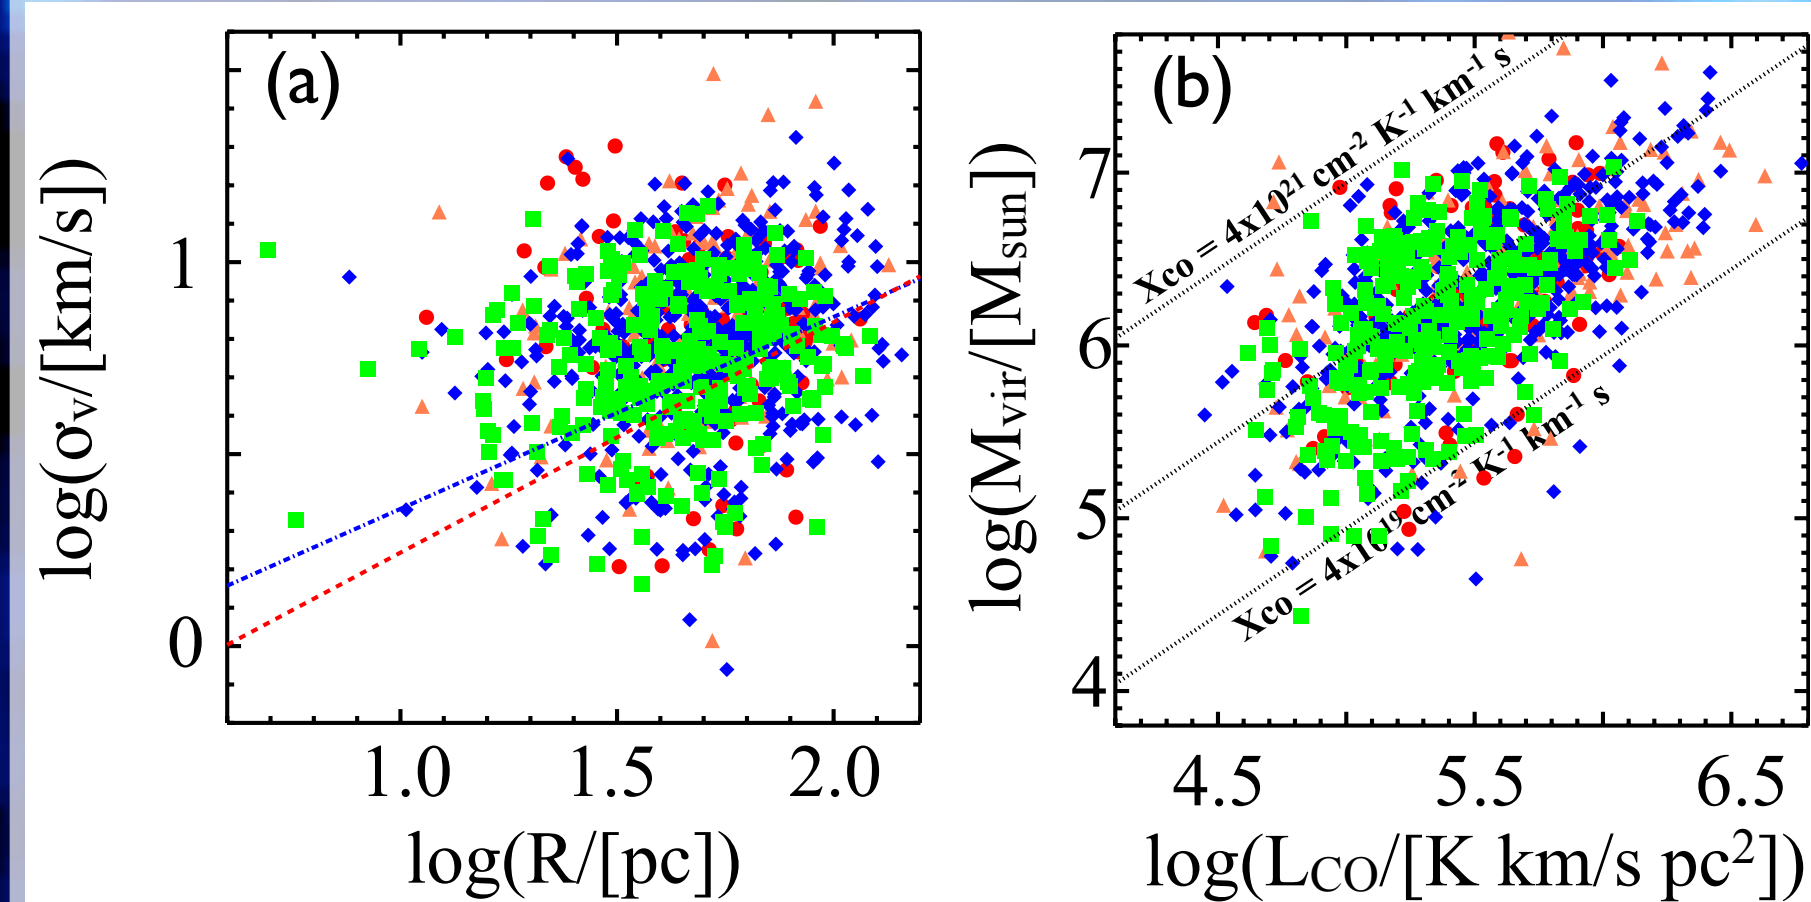 (a)
log(σv/[km/s])
1
0
1.0 1.5 2.0
log(R/[pc])
(b)
Xco = 4x10²¹ cm⁻² K⁻¹ km⁻¹ s
Xco = 4x10¹⁹ cm⁻² K⁻¹ km⁻¹ s
log(Mvir/[Msun])
7
6
5
4
4.5 5.5 6.5
log(LCO/[K km/s pc²])